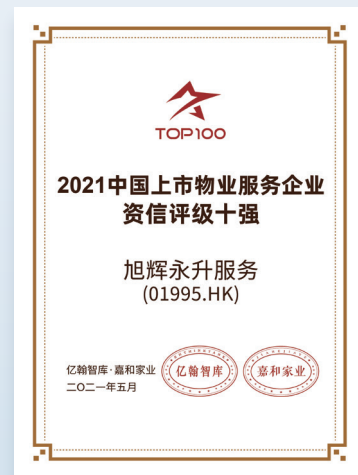 TOP100
2021中国上市物业服务企业
资信评级十强
旭辉永升服务
(01995.HK)
亿翰智库·嘉和家业
二〇二一年五月
亿翰智库
嘉和家业